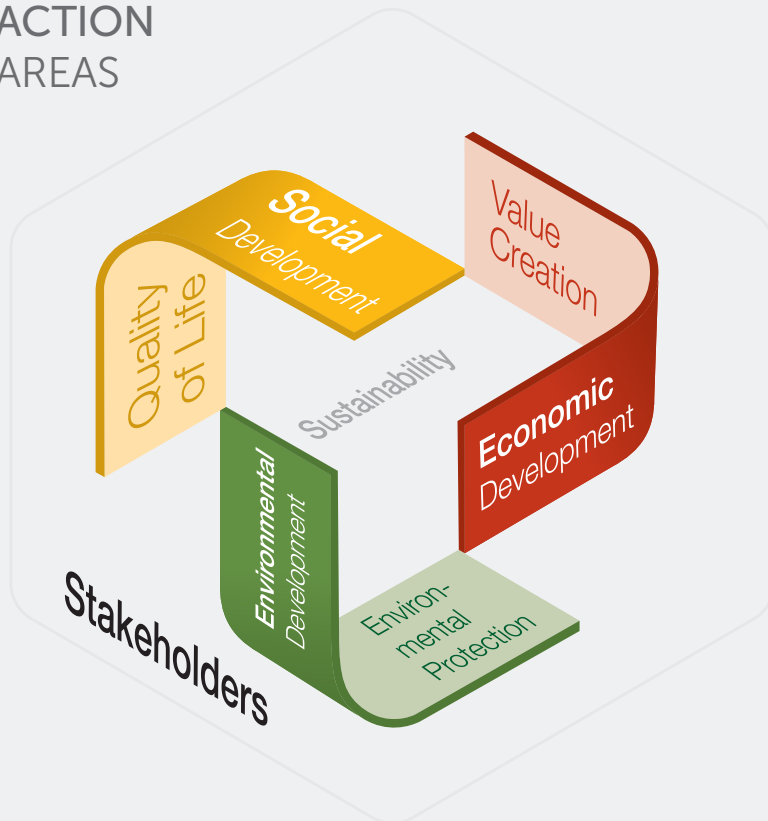 ACTION
AREAS
Social
Development
Value
Creation
Quality
of Life
Sustainability
Economic
Development
Environmental
Development
Environ-
mental
Protection
Stakeholders